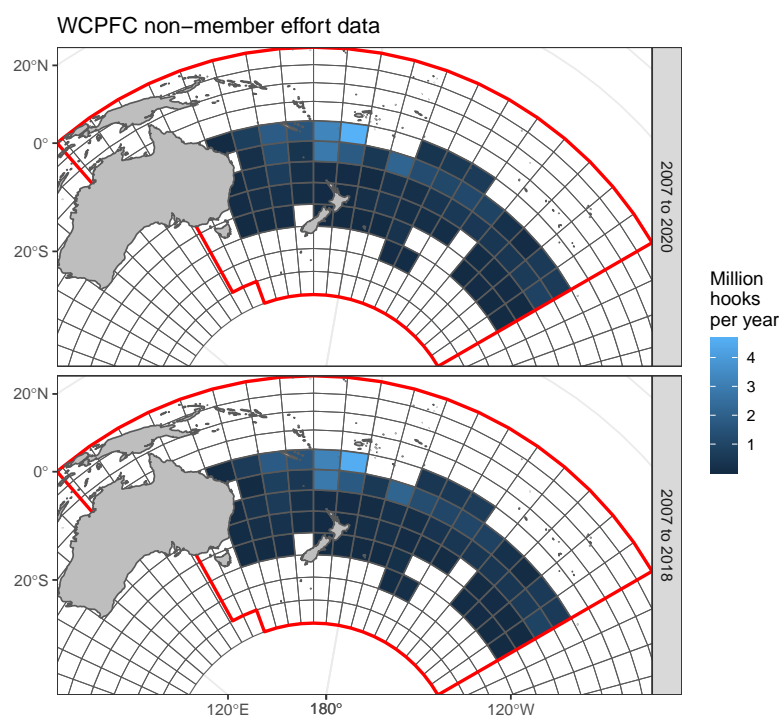 WCPFC non−member effort data
20°N
0°
20°S
2007 to 2020
20°N
0°
20°S
2007 to 2018
120°E
180°
120°W
Million
hooks
per year
4
3
2
1